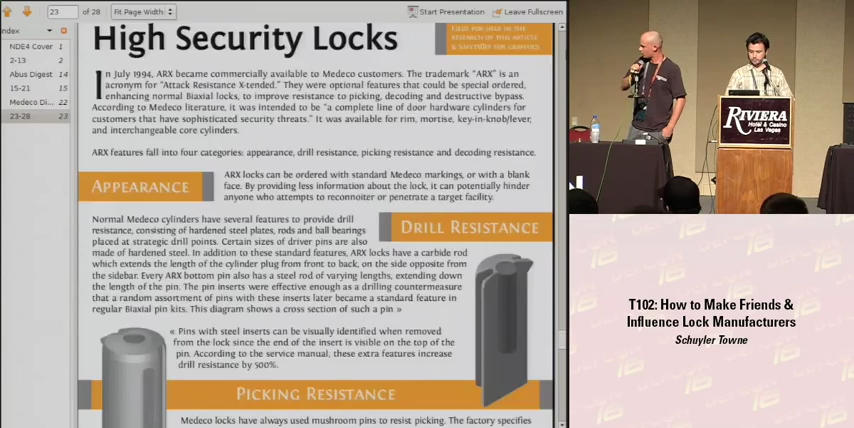 23
of 28
Fit Page Width
Start Presentation
Leave Fullscreen
Index
NDE4 Cover 1
2-13 2
Abus Digest 14
15-21 15
Medeco Di... 22
23-28 23
High Security Locks
RESEARCH OF THIS ARTICLE
In July 1994, ARX became commercially available to Medeco customers. The trademark "ARX" is an
acronym for "Attack Resistance X-tended." They were optional features that could be special ordered,
enhancing normal Biaxial locks, to improve resistance to picking, decoding and destructive bypass.
According to Medeco literature, it was intended to be "a complete line of door hardware cylinders for
customers that have sophisticated security threats." It was available for rim, mortise, key-in-knob/lever,
and interchangeable core cylinders.
ARX features fall into four categories: appearance, drill resistance, picking resistance and decoding resistance.
APPEARANCE
ARX locks can be ordered with standard Medeco markings, or with a blank
face. By providing less information about the lock, it can potentially hinder
anyone who attempts to reconnoiter or penetrate a target facility.
Normal Medeco cylinders have several features to provide drill
resistance, consisting of hardened steel plates, rods and ball bearings
placed at strategic drill points. Certain sizes of driver pins are also
made of hardened steel. In addition to these standard features, ARX locks have a carbide rod
which extends the length of the cylinder plug from front to back, on the side opposite from
the sidebar. Every ARX bottom pin also has a steel rod of varying lengths, extending down
the length of the pin. The pin inserts were effective enough as a drilling countermeasure
that a random assortment of pins with these inserts later became a standard feature in
regular Biaxial pin kits. This diagram shows a cross section of such a pin »
DRILL RESISTANCE
« Pins with steel inserts can be visually identified when removed
from the lock since the end of the insert is visible on the top of the
pin. According to the service manual, these extra features increase
drill resistance by 500%.
PICKING RESISTANCE
Medeco locks have always used mushroom pins to resist picking. The factory specifies
RIVIERA
Hotel & Casino
Las Vegas
T102: How to Make Friends &
Influence Lock Manufacturers
Schuyler Towne